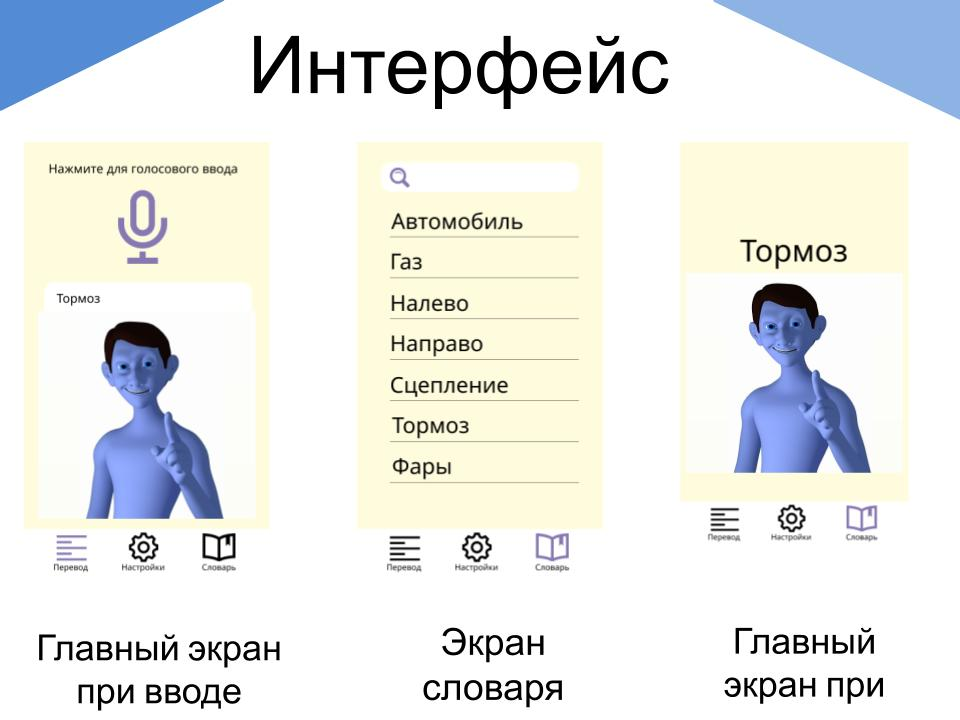 Интерфейс
Нажмите для голосового ввода
Тормоз
Перевод
Настройки
Словарь
Главный экран
при вводе
Автомобиль
Газ
Налево
Направо
Сцепление
Тормоз
Фары
Перевод
Настройки
Словарь
Экран
словаря
Тормоз
Перевод
Настройки
Словарь
Главный
экран при